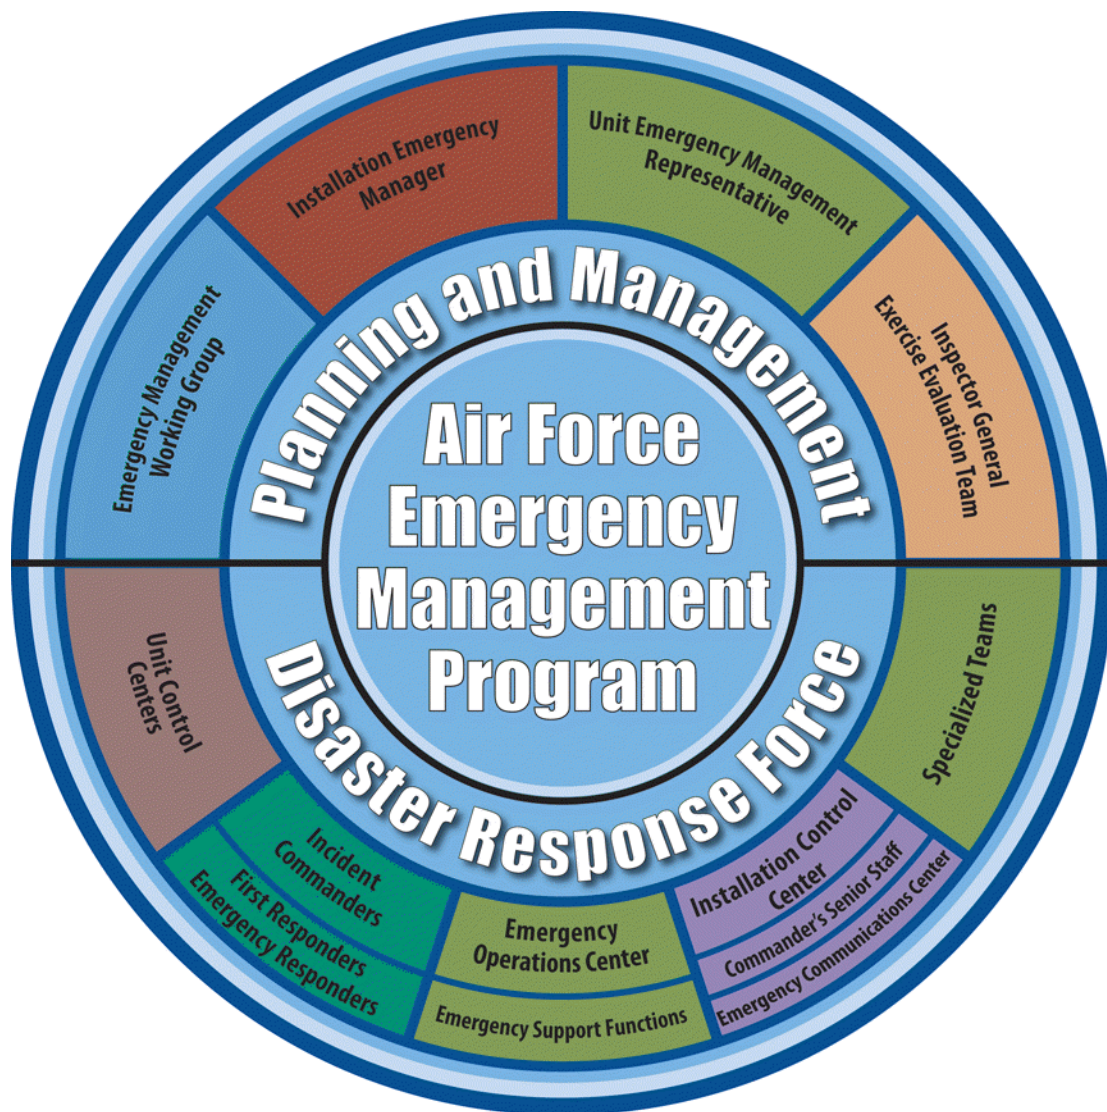 Installation Emergency
Manager
Unit Emergency Management
Representative
Emergency Management
Working Group
Inspector General
Exercise Evaluation Team
Planning and Management
Air Force
Emergency
Management
Program
Disaster Response Force
Unit Control
Centers
Incident
Commanders
First Responders
Emergency Responders
Emergency
Operations Center
Emergency Support Functions
Installation Control
Center
Commander's Senior Staff
Emergency Communications Center
Specialized Teams